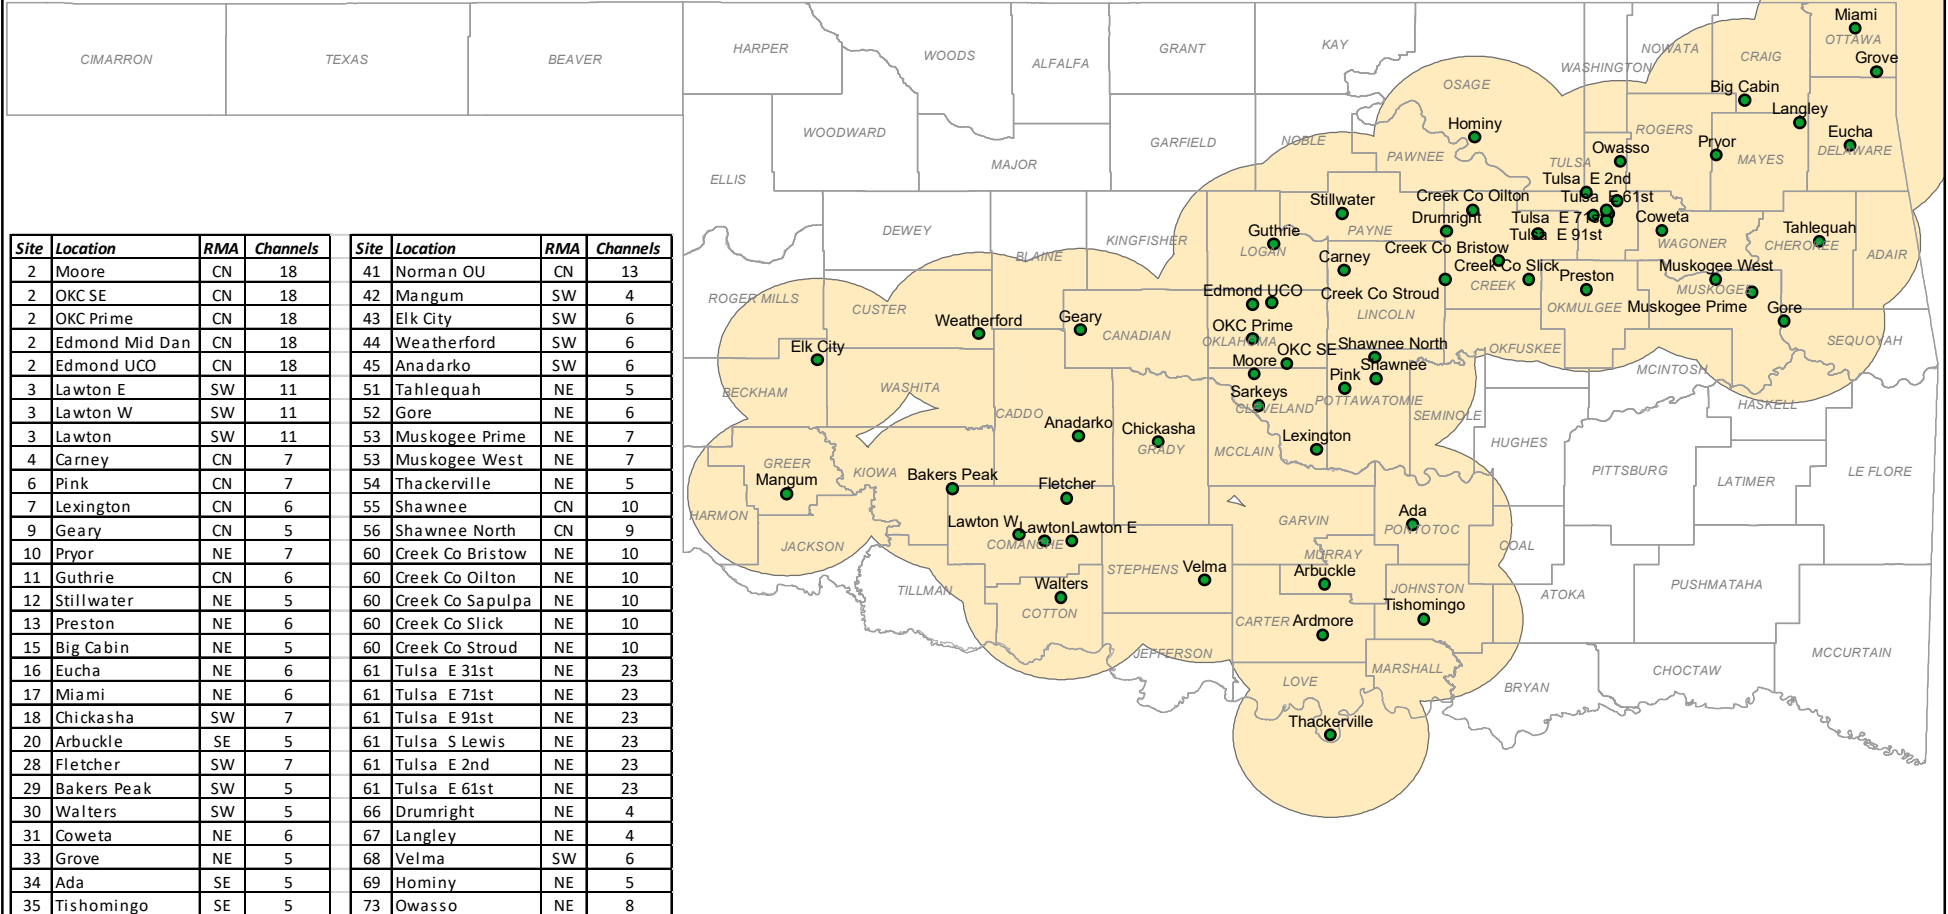 Site Location RMA Channels Site Location RMA Channels
2 Moore CN 18 41 Norman OU CN 13
2 OKC SE CN 18 42 Mangum SW 4
2 OKC Prime CN 18 43 Elk City SW 6
2 Edmond Mid Dan CN 18 44 Weatherford SW 6
2 Edmond UCO CN 18 45 Anadarko SW 6
3 Lawton E SW 11 51 Tahlequah NE 5
3 Lawton W SW 11 52 Gore NE 6
3 Lawton SW 11 53 Muskogee Prime NE 7
4 Carney CN 7 53 Muskogee West NE 7
6 Pink CN 7 54 Thackerville NE 5
7 Lexington CN 6 55 Shawnee CN 10
9 Geary CN 5 56 Shawnee North CN 9
10 Pryor NE 7 60 Creek Co Bristow NE 10
11 Guthrie CN 6 60 Creek Co Oilton NE 10
12 Stillwater NE 5 60 Creek Co Sapulpa NE 10
13 Preston NE 6 60 Creek Co Slick NE 10
15 Big Cabin NE 5 60 Creek Co Stroud NE 10
16 Eucha NE 6 61 Tulsa E 31st NE 23
17 Miami NE 6 61 Tulsa E 71st NE 23
18 Chickasha SW 7 61 Tulsa E 91st NE 23
20 Arbuckle SE 5 61 Tulsa S Lewis NE 23
28 Fletcher SW 7 61 Tulsa E 2nd NE 23
29 Bakers Peak SW 5 61 Tulsa E 61st NE 23
30 Walters SW 5 66 Drumright NE 4
31 Coweta NE 6 67 Langley NE 4
33 Grove NE 5 68 Velma SW 6
34 Ada SE 5 69 Hominy NE 5
35 Tishomingo SE 5 73 Owasso NE 8
CIMARRON
TEXAS
BEAVER
HARPER
WOODS
ALFALFA
GRANT
KAY
OSAGE
WASHINGTON
NOWATA
CRAIG
Miami
OTTAWA
Grove
Big Cabin
Langley
Eucha
DELAWARE
WOODWARD
MAJOR
GARFIELD
NOBLE
PAWNEE
Hominy
ROGERS
Pryor
MAYES
Owasso
TULSA
Tulsa E 2nd
Tulsa E 61st
Tulsa E 71st
Tulsa E 91st
ELLIS
DEWEY
BLAINE
KINGFISHER
Guthrie
LOGAN
Stillwater
PAYNE
Creek Co Oilton
Drumright
Creek Co Bristow
Creek Co Slick
Creek Co Stroud
CREEK
Preston
OKMULGEE
Coweta
WAGONER
Tahlequah
CHEROKEE
ADAIR
Muskogee West
MUSKOGEE
Muskogee Prime
Gore
SEQUOYAH
ROGER MILLS
CUSTER
Weatherford
Geary
CANADIAN
Edmond UCO
OKC Prime
OKLAHOMA
Carney
LINCOLN
Moore
OKC SE
Shawnee North
Shawnee
Pink
POTTAWATOMIE
Sarkeys
CLEVELAND
SEMINOLE
OKFUSKEE
MCINTOSH
HASKELL
Elk City
BECKHAM
WASHITA
CADDO
Anadarko
Chickasha
GRADY
MCCLAIN
Lexington
HUGHES
PITTSBURG
LATIMER
LE FLORE
GREER
Mangum
KIOWA
HARMON
JACKSON
Bakers Peak
Fletcher
Lawton W
Lawton
Lawton E
COMANCHE
GARVIN
Ada
PONTOTOC
COAL
MURRAY
Arbuckle
STEPHENS
Velma
TILLMAN
Walters
COTTON
JOHNSTON
Tishomingo
ATOKA
PUSHMATAHA
CARTER
Ardmore
JEFFERSON
LOVE
MARSHALL
BRYAN
CHOCTAW
MCCURTAIN
Thackerville